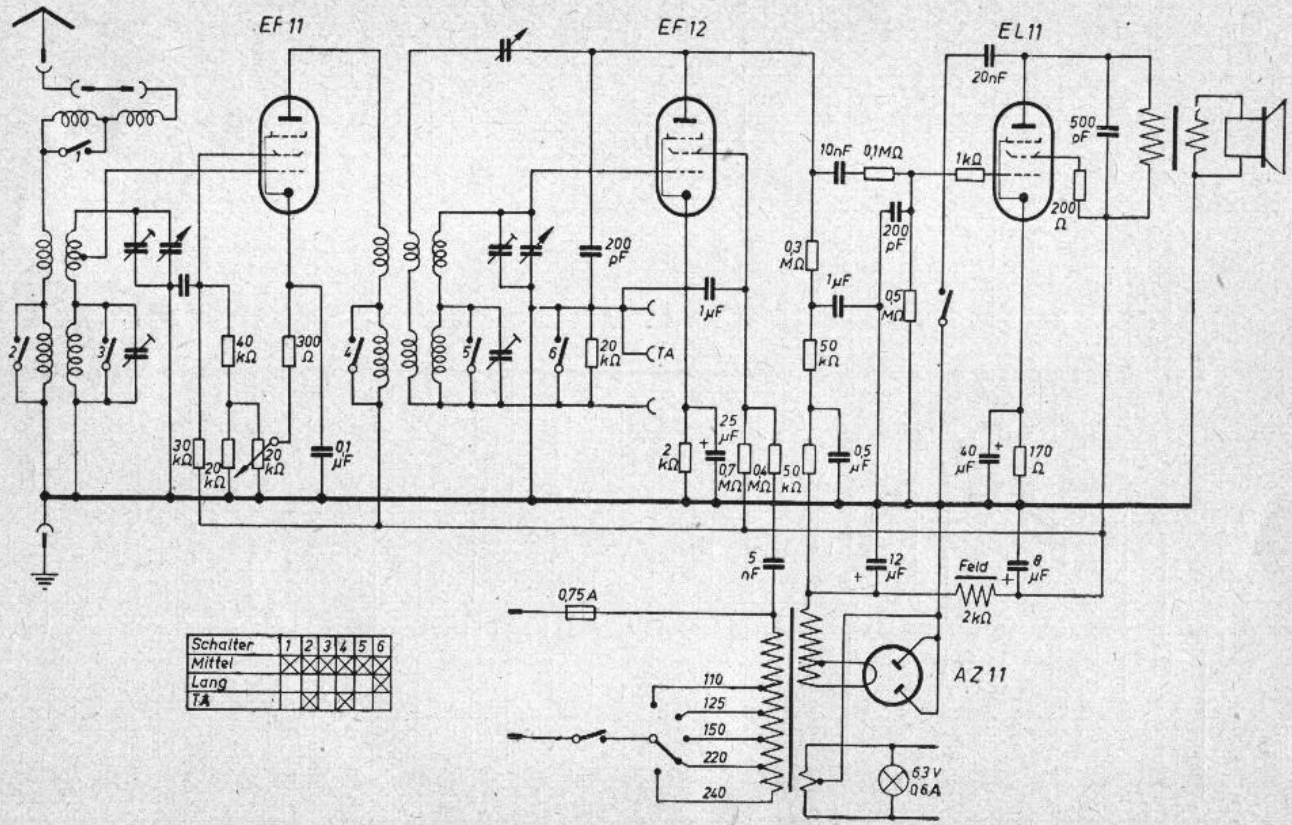 EF 11
EF 12
EL 11
20nF
500 pF
10nF
0,1MΩ
1kΩ
200 Ω
1
200 pF
200 pF
0,3 MΩ
1µF
0,5 MΩ
1µF
2
3
40 kΩ
300 Ω
4
5
6
20 kΩ
TA
50 kΩ
30 kΩ
20 kΩ
20 kΩ
0,1 µF
2 kΩ
+
25 µF
0,7 MΩ
0,4 MΩ
50 kΩ
0,5 µF
40 µF
+
170 Ω
5 nF
12 µF
+
Feld
2kΩ
+
8 µF
0,75 A
Schalter 1 2 3 4 5 6
Mittel
Lang
TA
110
125
150
220
240
AZ 11
6,3 V
0,6 A